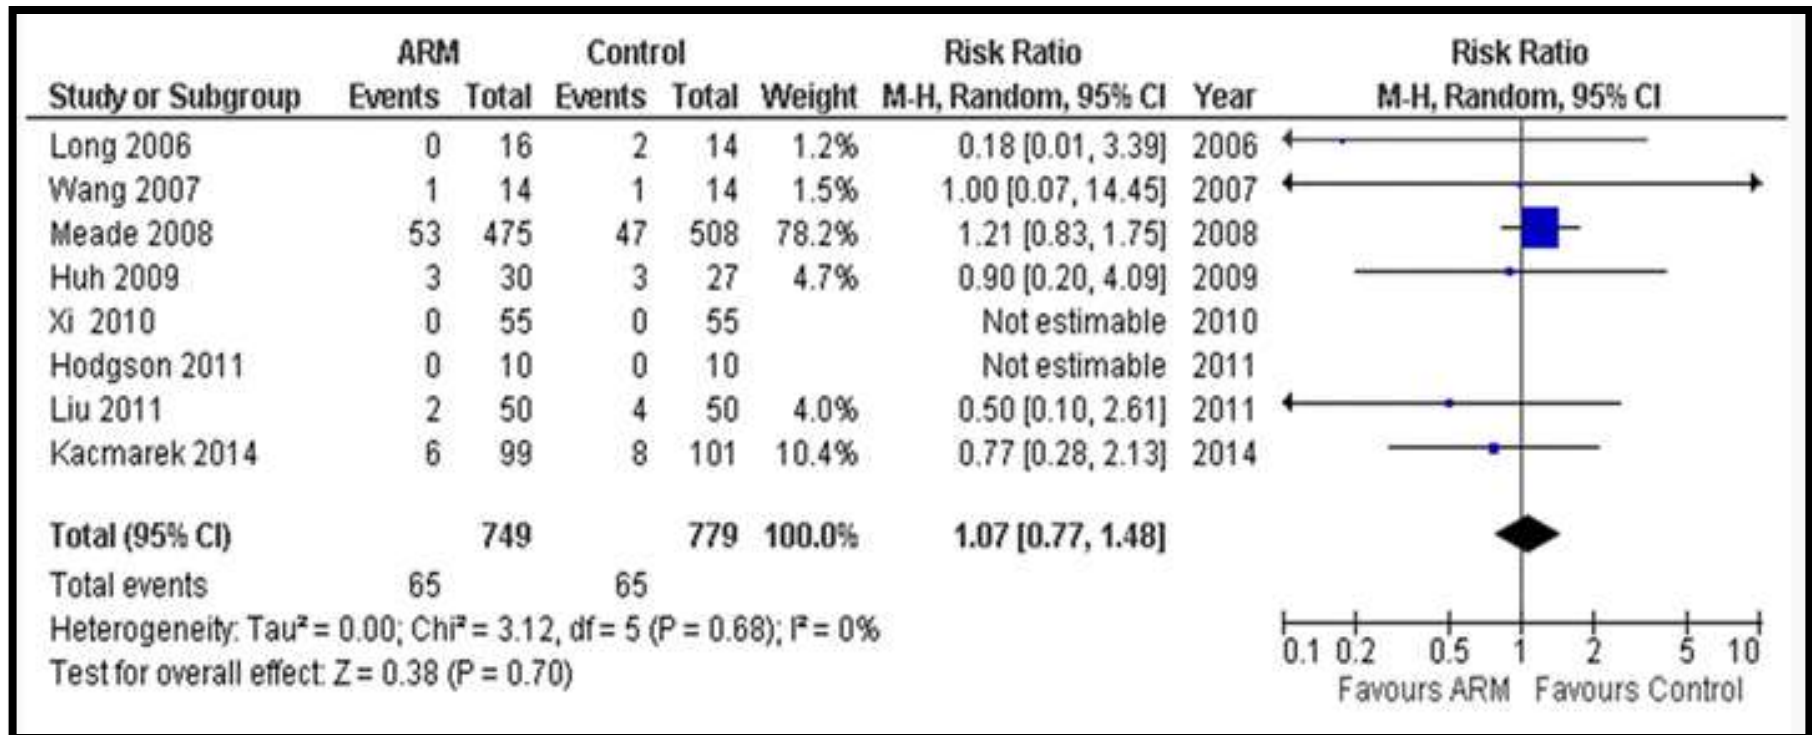 ARM Control Risk Ratio Risk Ratio
Study or Subgroup Events Total Events Total Weight M-H, Random, 95% CI Year M-H, Random, 95% CI
Long 2006 0 16 2 14 1.2% 0.18 [0.01, 3.39] 2006
Wang 2007 1 14 1 14 1.5% 1.00 [0.07, 14.45] 2007
Meade 2008 53 475 47 508 78.2% 1.21 [0.83, 1.75] 2008
Huh 2009 3 30 3 27 4.7% 0.90 [0.20, 4.09] 2009
Xi 2010 0 55 0 55 Not estimable 2010
Hodgson 2011 0 10 0 10 Not estimable 2011
Liu 2011 2 50 4 50 4.0% 0.50 [0.10, 2.61] 2011
Kacmarek 2014 6 99 8 101 10.4% 0.77 [0.28, 2.13] 2014
Total (95% CI) 749 779 100.0% 1.07 [0.77, 1.48]
Total events 65 65
Heterogeneity: Tau² = 0.00; Chi² = 3.12, df = 5 (P = 0.68); I² = 0%
Test for overall effect: Z = 0.38 (P = 0.70)
0.1 0.2 0.5 1 2 5 10
Favours ARM Favours Control